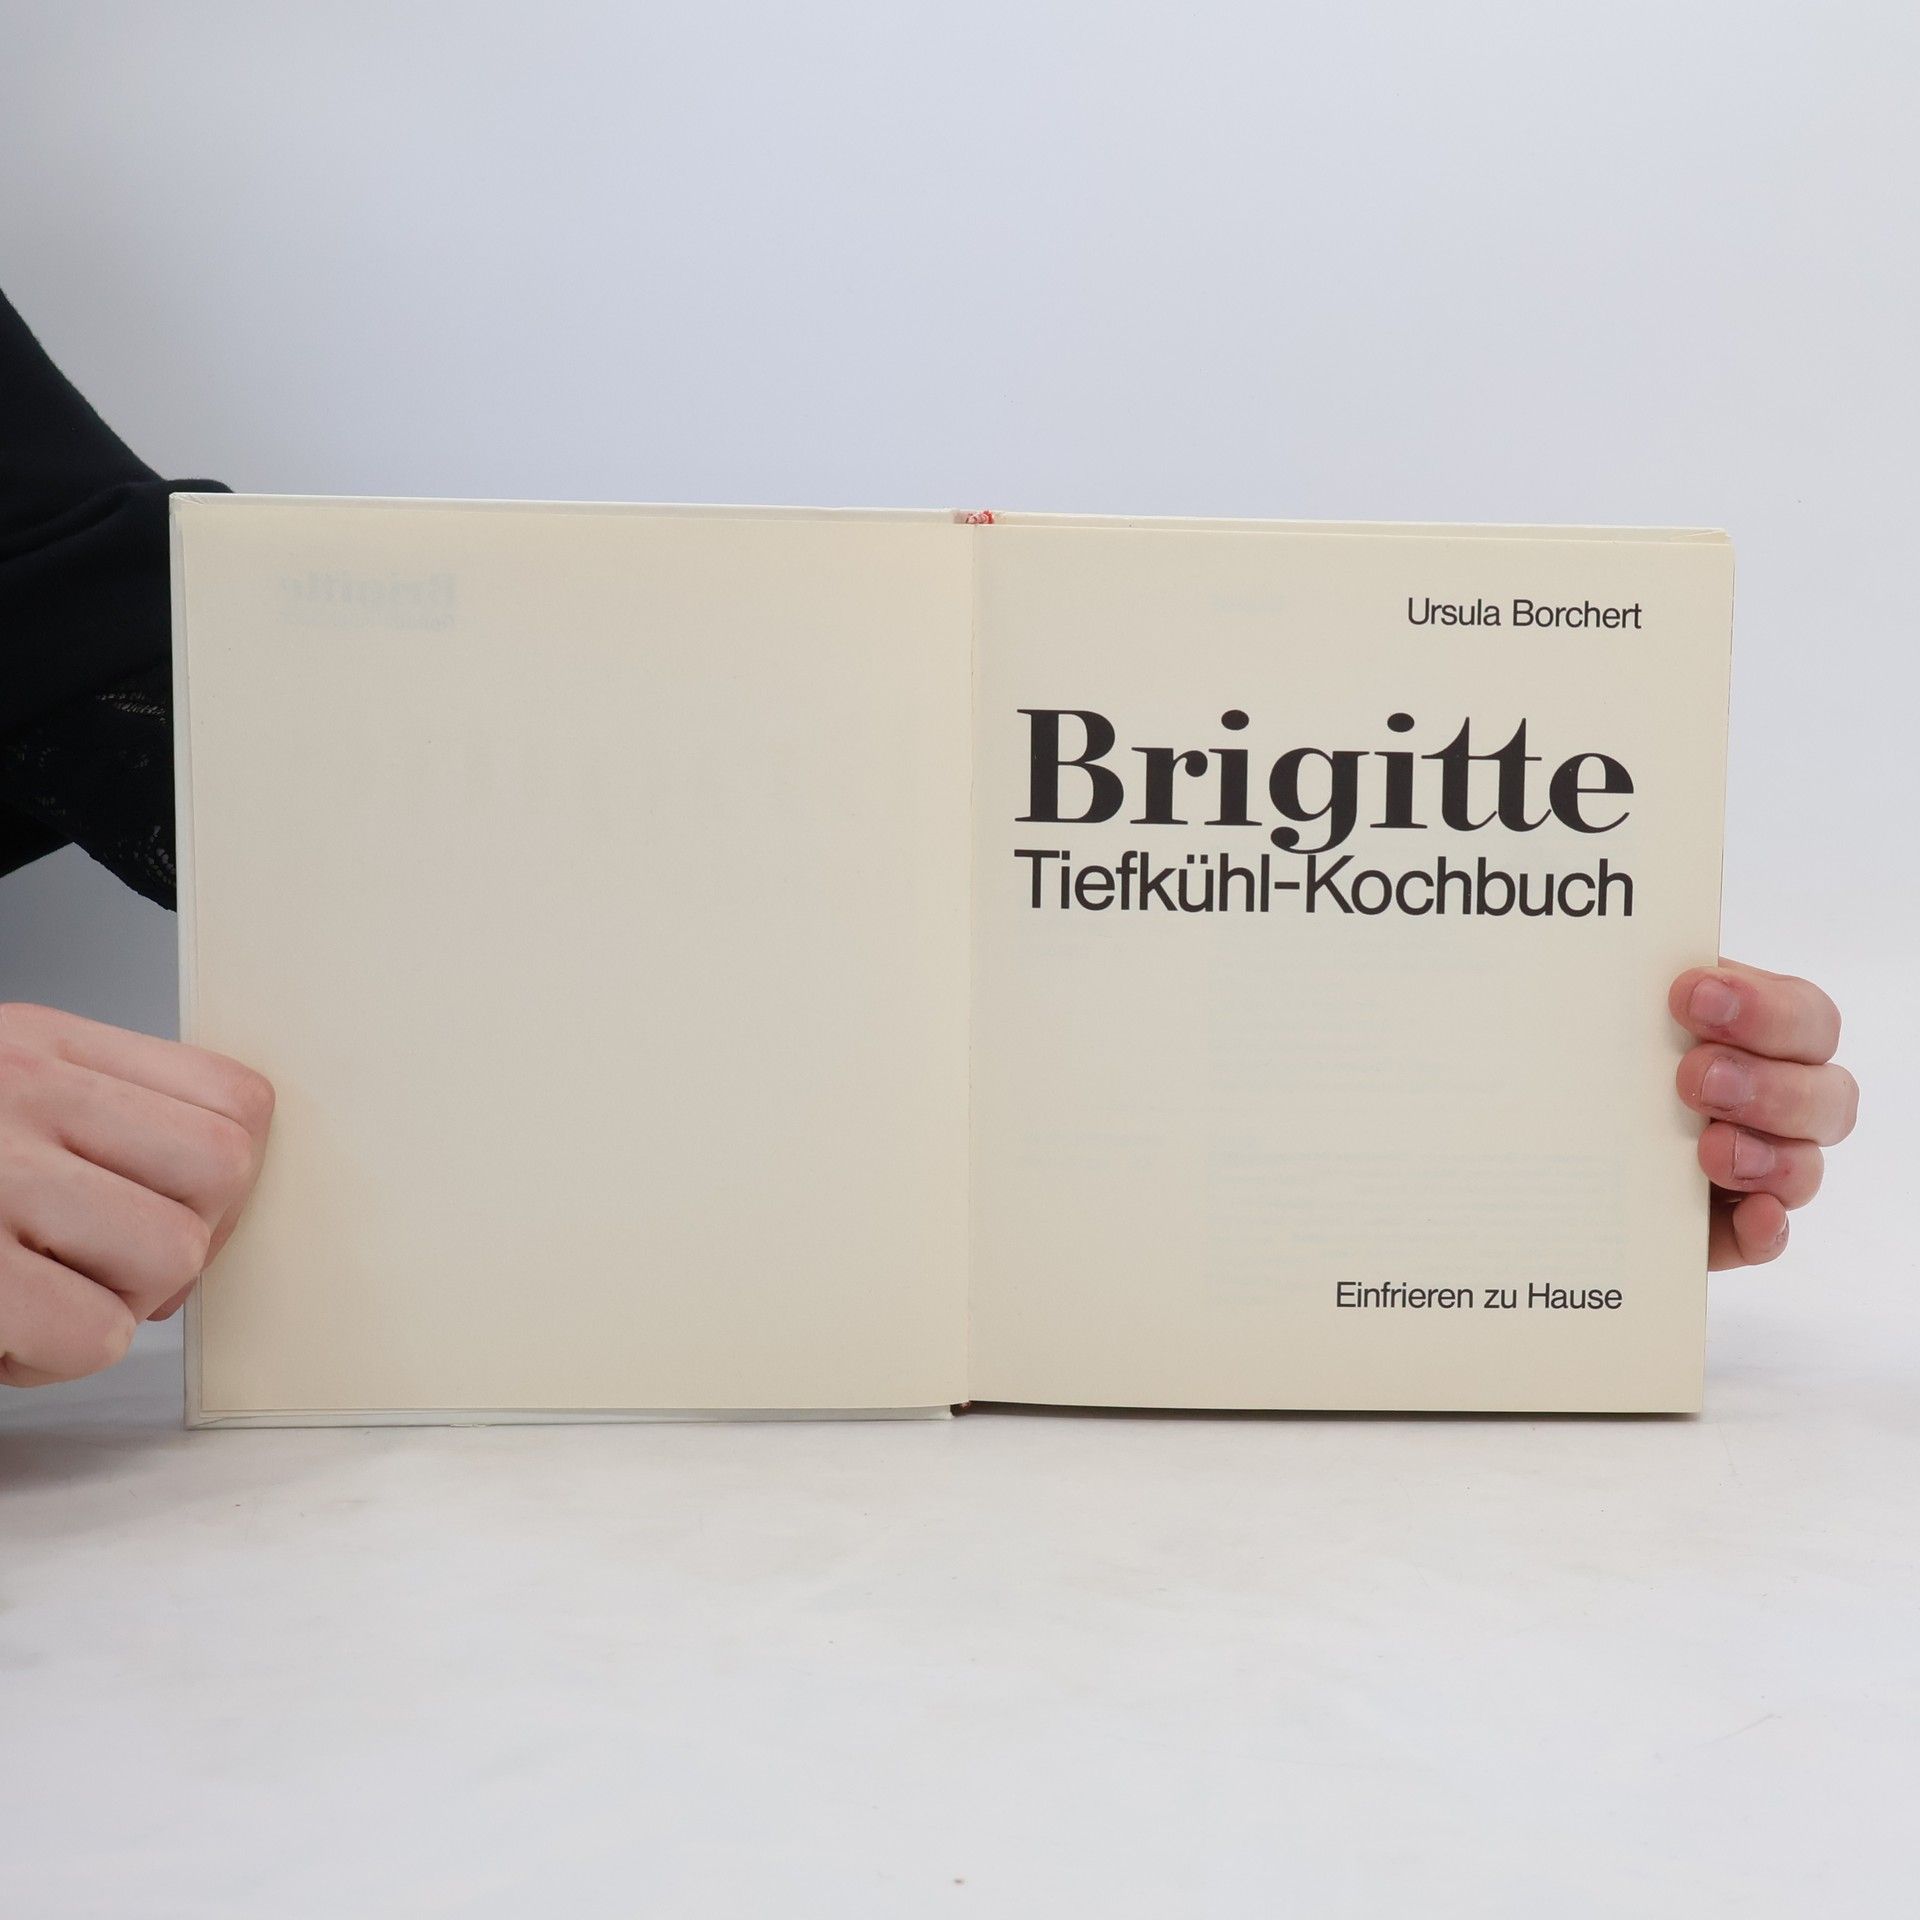 Ursula Borchert
Brigitte
Tiefkühl-Kochbuch
Einfrieren zu Hause